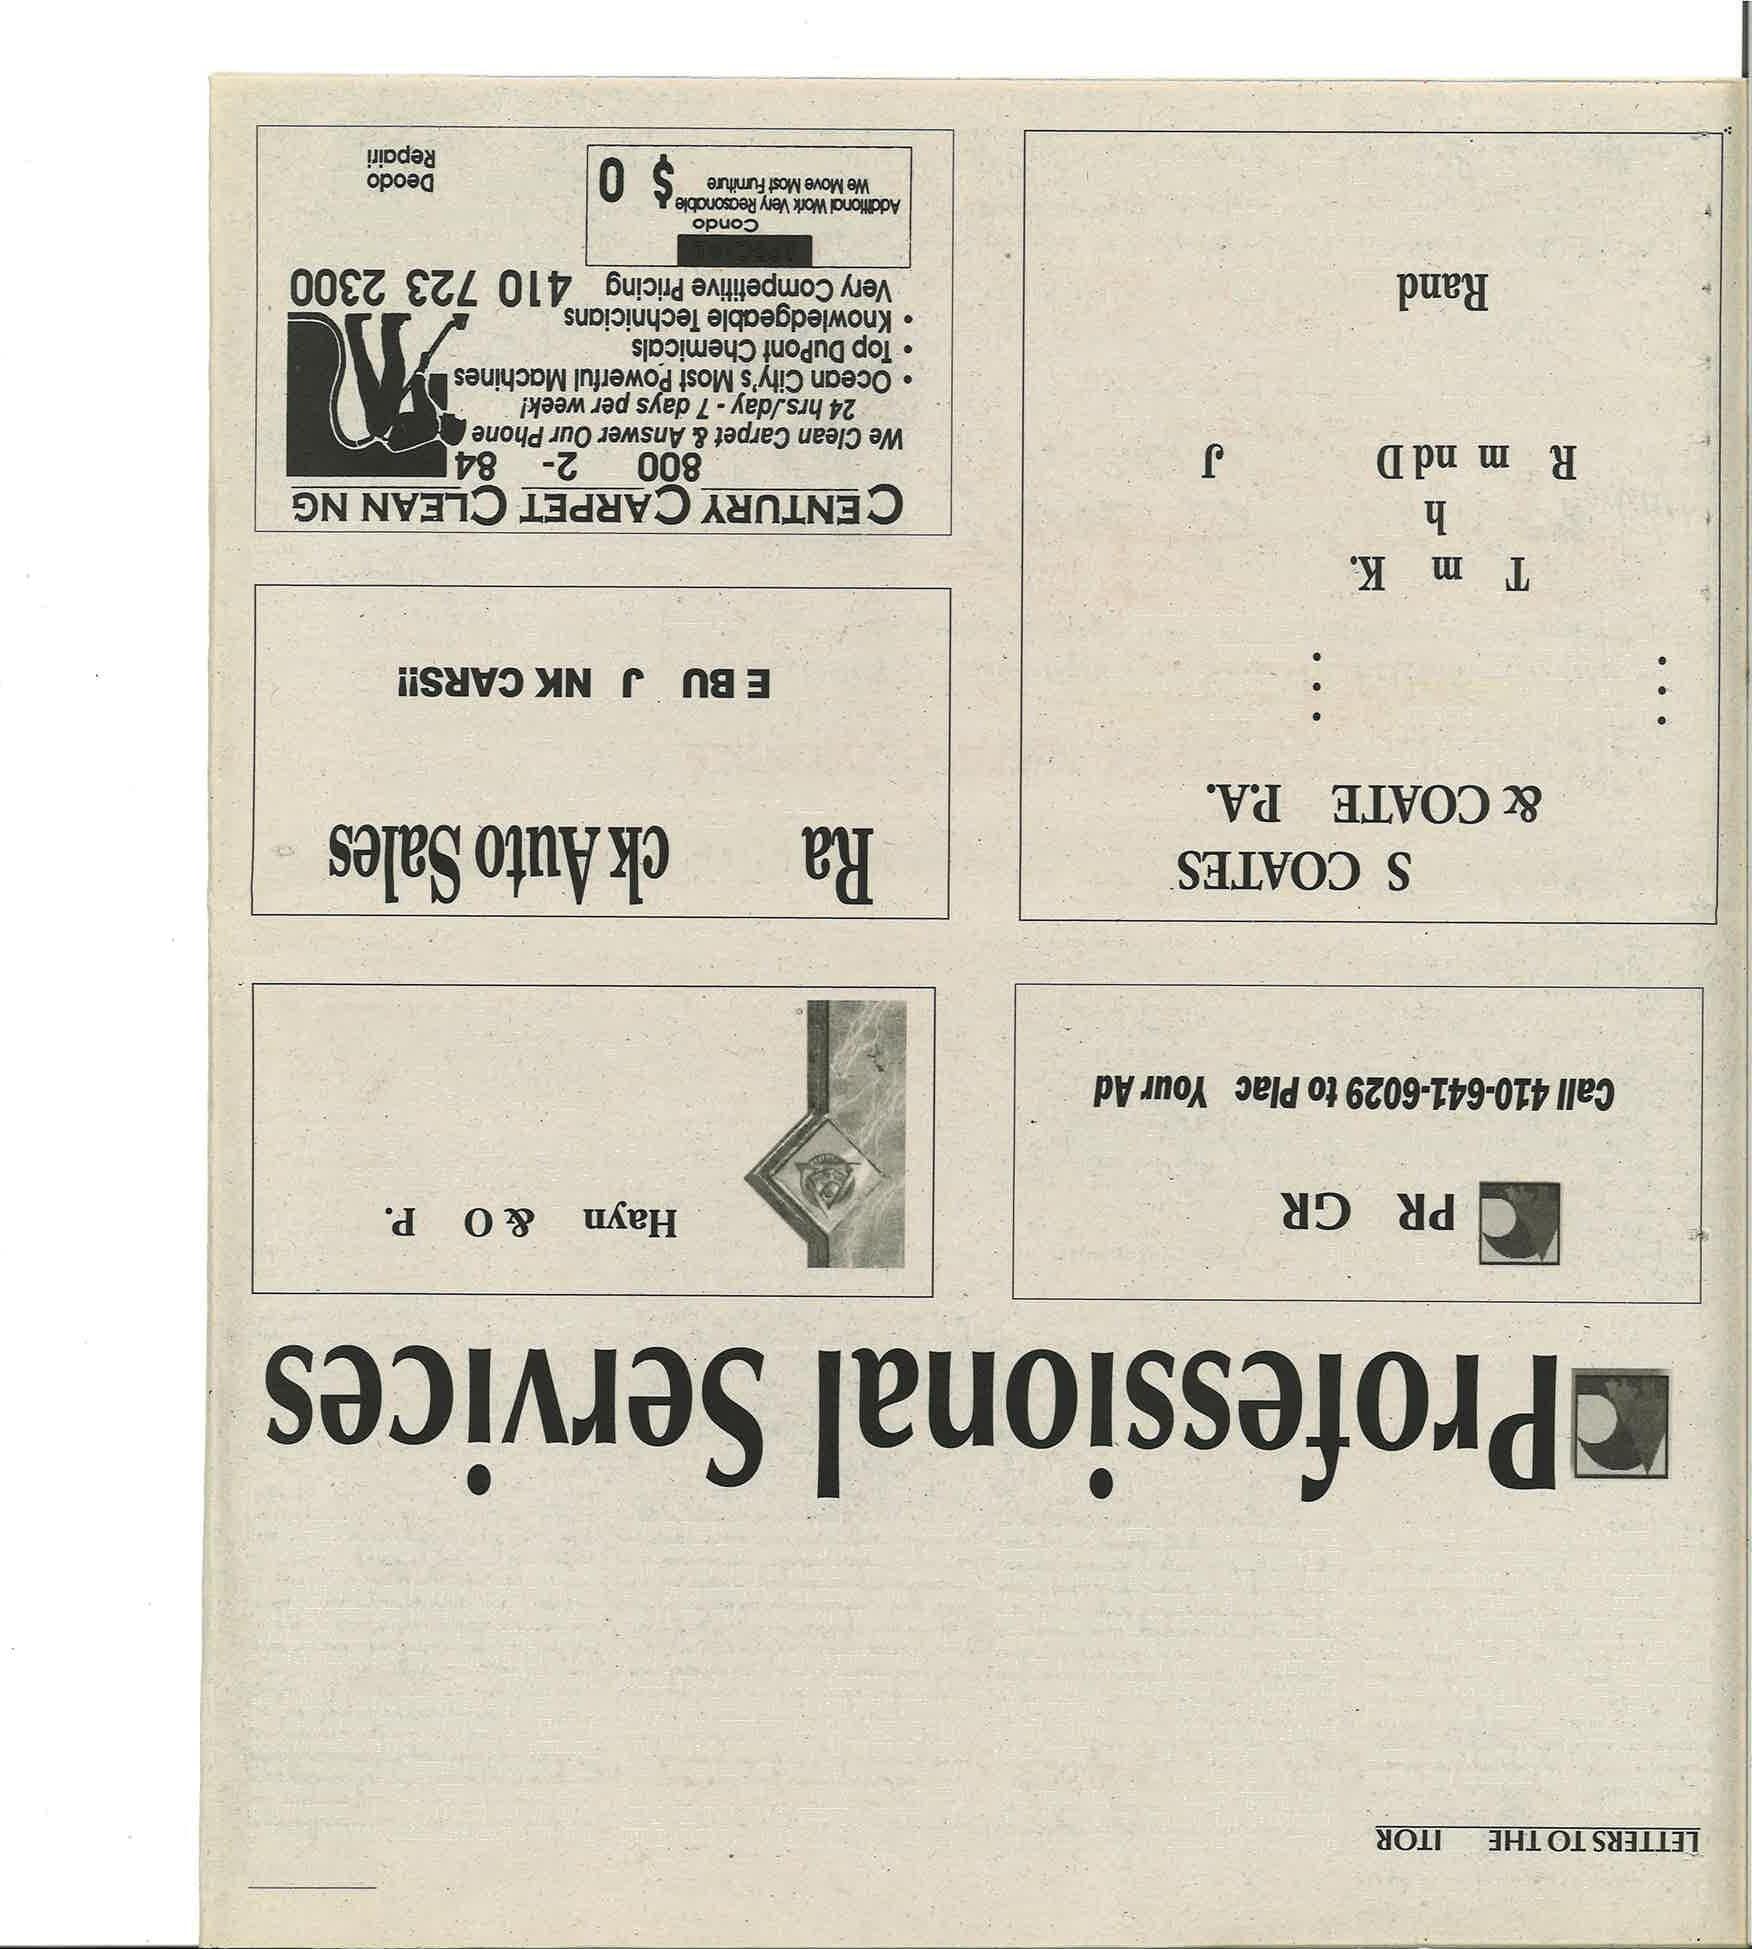 LETTERS TO THE ITOR
Professional Services
PR GR
Call 410-641-6029 to Plac Your Ad
Hayn & O P.
S COATES
& COATE P.A.
T m K.
h
R m nd D J
Rand
Ra ck Auto Sales
E BU J NK CARS!!
CENTURY CARPET CLEAN NG
800 2- 84
We Clean Carpet & Answer Our Phone
24 hrs./day - 7 days per week!
• Ocean City's Most Powerful Machines
• Top DuPont Chemicals
• Knowledgeable Technicians
Very Competitive Pricing 410 723 2300
Condo
Additional Work Very Reasonable
We Move Most Furniture
$ 0
Deodo
Repairi